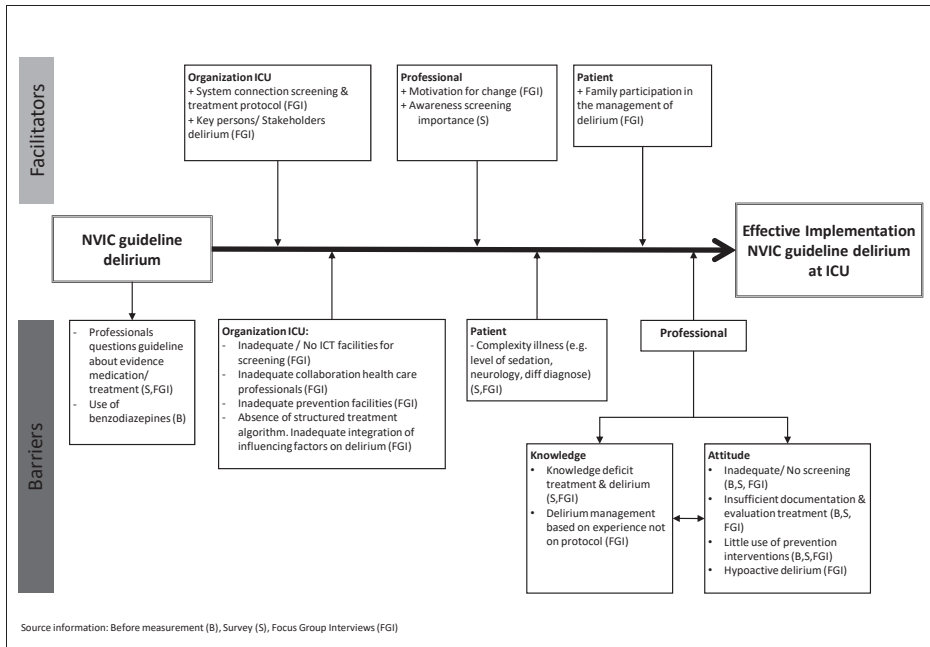 Facilitators
Organization ICU
+ System connection screening &
treatment protocol (FGI)
+ Key persons/ Stakeholders
delirium (FGI)
Professional
+ Motivation for change (FGI)
+ Awareness screening
importance (S)
Patient
+ Family participation in
the management of
delirium (FGI)
NVIC guideline
delirium
Effective Implementation
NVIC guideline delirium
at ICU
Barriers
- Professionals
questions guideline
about evidence
medication/
treatment (S,FGI)
- Use of
benzodiazepines (B)
Organization ICU:
- Inadequate / No ICT facilities for
screening (FGI)
- Inadequate collaboration health care
professionals (FGI)
- Inadequate prevention facilities (FGI)
- Absence of structured treatment
algorithm. Inadequate integration of
influencing factors on delirium (FGI)
Patient
- Complexity illness (e.g.
level of sedation,
neurology, diff diagnose)
(S,FGI)
Professional
Knowledge
• Knowledge deficit
treatment & delirium
(S,FGI)
• Delirium management
based on experience not
on protocol (FGI)
Attitude
• Inadequate/ No screening
(B,S, FGI)
• Insufficient documentation &
evaluation treatment (B,S,
FGI)
• Little use of prevention
interventions (B,S,FGI)
• Hypoactive delirium (FGI)
Source information: Before measurement (B), Survey (S), Focus Group Interviews (FGI)